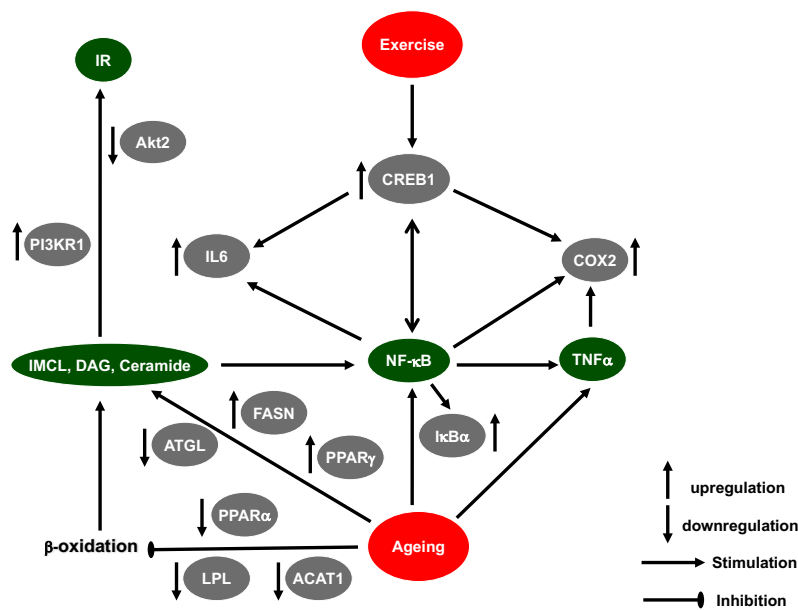 Exercise
IR
Akt2
CREB1
PI3KR1
IL6
COX2
IMCL, DAG, Ceramide
NF-κB
TNFα
FASN
ATGL
PPARγ
IκBα
PPARα
β-oxidation
Ageing
LPL
ACAT1
upregulation
downregulation
Stimulation
Inhibition